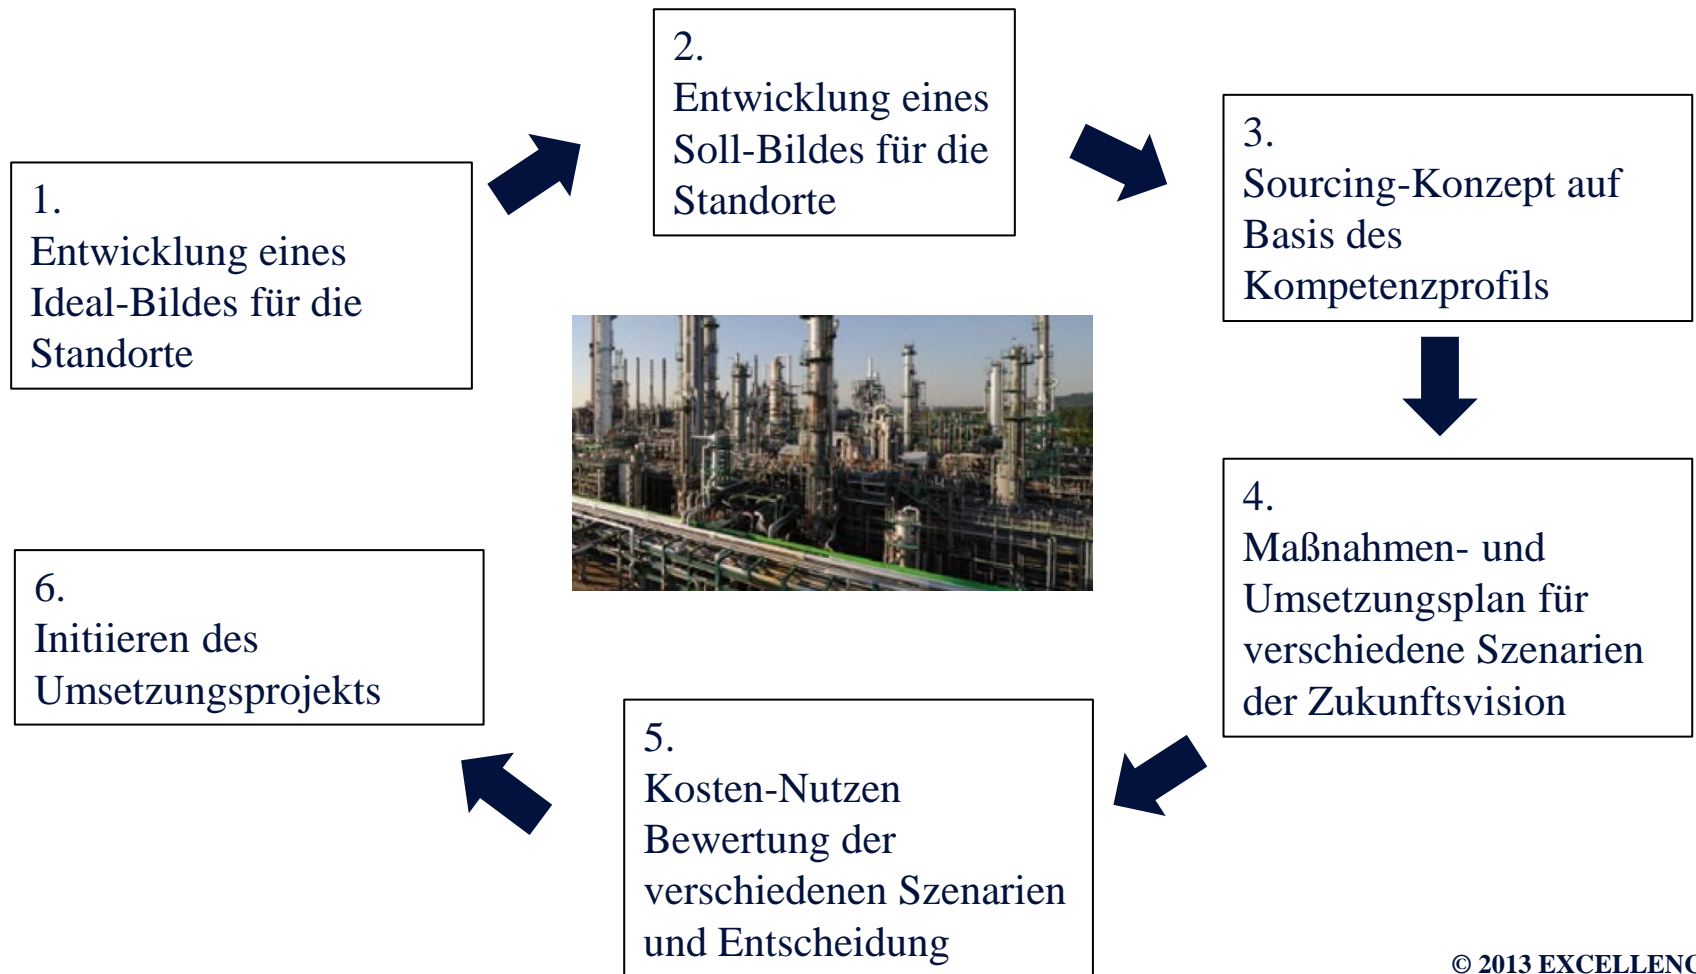 1.
Entwicklung eines
Ideal-Bildes für die
Standorte
2.
Entwicklung eines
Soll-Bildes für die
Standorte
3.
Sourcing-Konzept auf
Basis des
Kompetenzprofils
4.
Maßnahmen- und
Umsetzungsplan für
verschiedene Szenarien
der Zukunftsvision
5.
Kosten-Nutzen
Bewertung der
verschiedenen Szenarien
und Entscheidung
6.
Initiieren des
Umsetzungsprojekts
© 2013